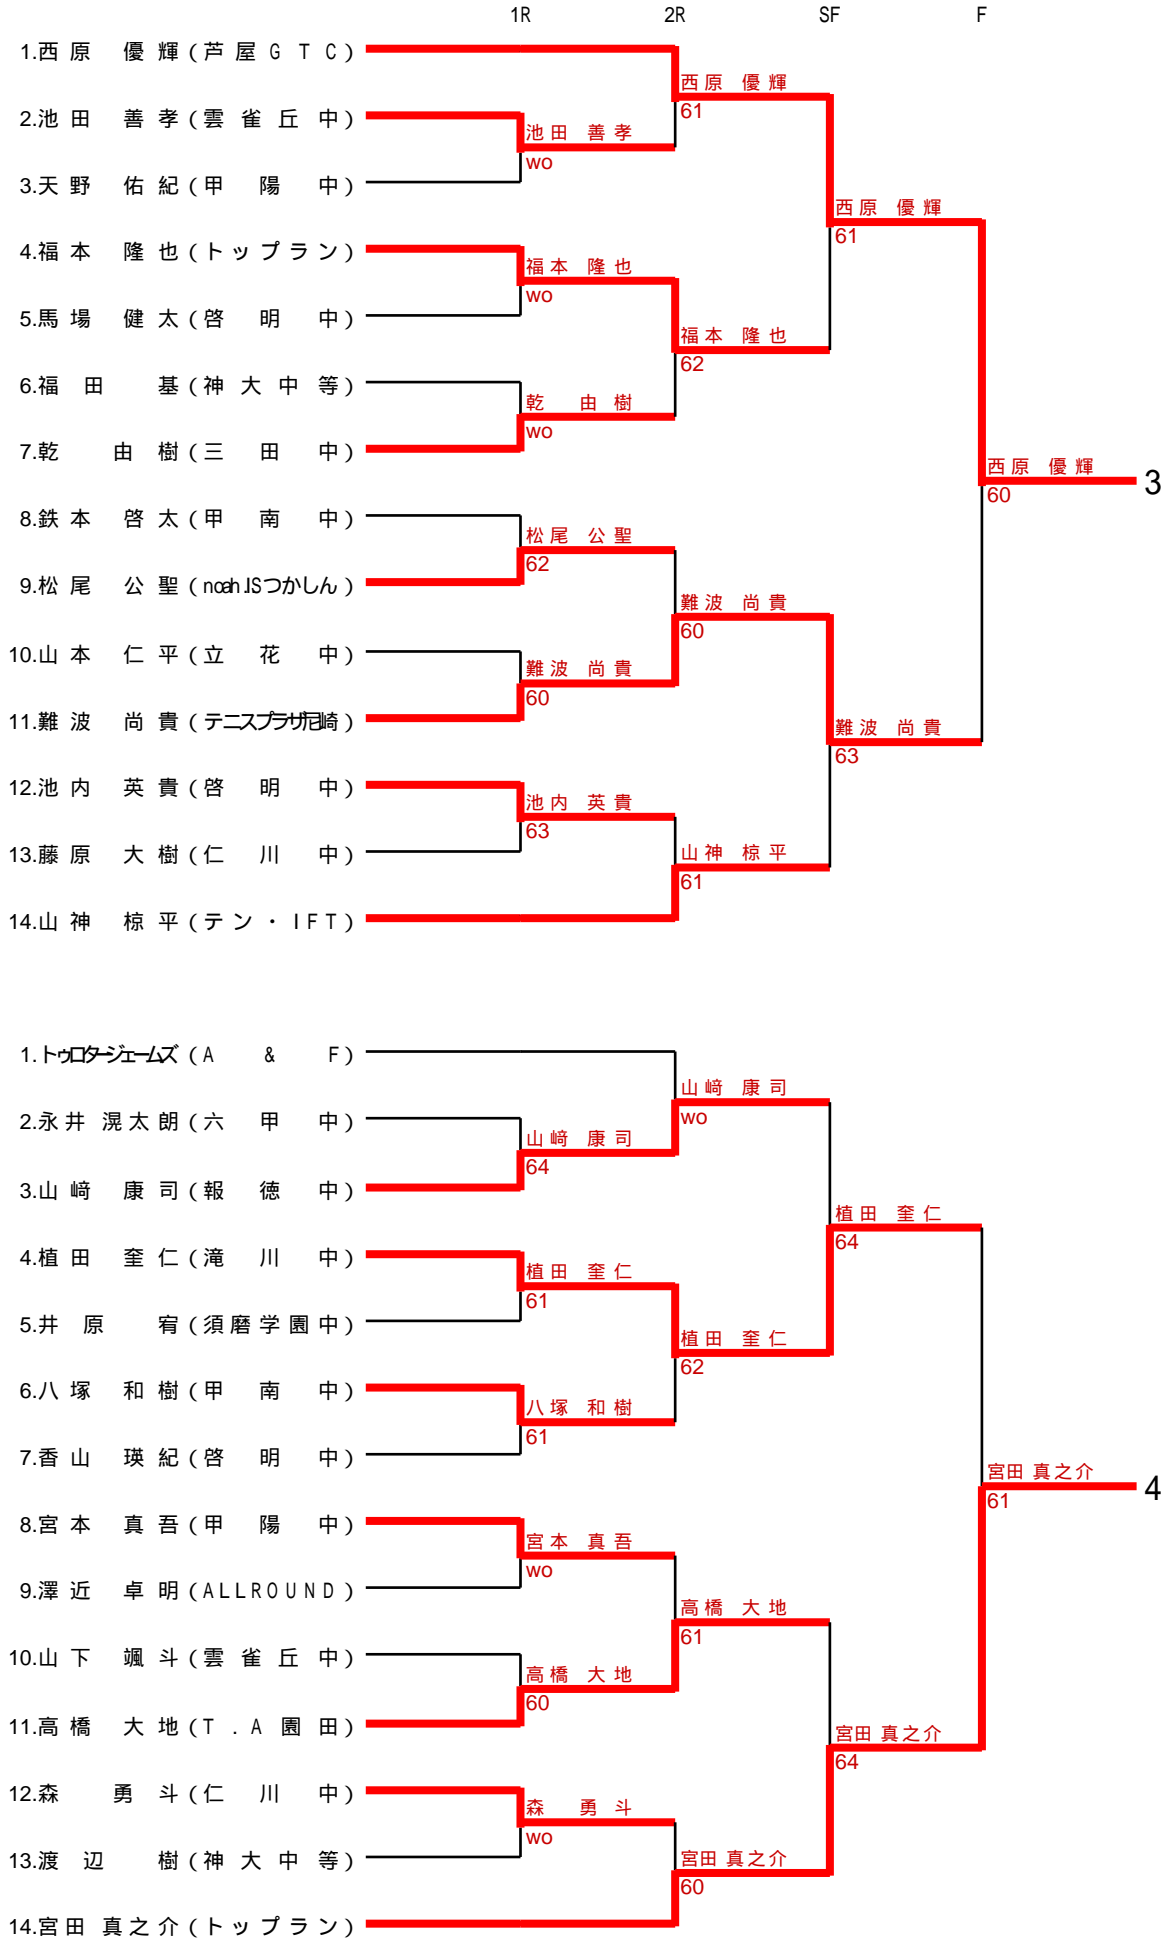 1R 2R SF F
1.西原 優輝(芦屋GTC)
西原 優輝
61
2.池田 善孝(雲雀丘中)
池田 善孝
wo
3.天野 佑紀(甲陽中)
西原 優輝
61
4.福本 隆也(トップラン)
福本 隆也
wo
5.馬場 健太(啓明中)
福本 隆也
62
6.福田 基(神大中等)
乾 由樹
wo
7.乾 由樹(三田中)
西原 優輝 3
60
8.鉄本 啓太(甲南中)
松尾 公聖
62
9.松尾 公聖(noahJSつかしん)
難波 尚貴
60
10.山本 仁平(立花中)
難波 尚貴
60
11.難波 尚貴(テニスプラザ尼崎)
難波 尚貴
63
12.池内 英貴(啓明中)
池内 英貴
63
13.藤原 大樹(仁川中)
山神 椋平
61
14.山神 椋平(テン・IFT)
1.トゥロタージェームズ(A & F)
山﨑 康司
wo
2.永井 滉太朗(六甲中)
山﨑 康司
64
3.山﨑 康司(報徳中)
植田 奎仁
64
4.植田 奎仁(滝川中)
植田 奎仁
61
5.井原 宥(須磨学園中)
植田 奎仁
62
6.八塚 和樹(甲南中)
八塚 和樹
61
7.香山 瑛紀(啓明中)
宮田 真之介 4
61
8.宮本 真吾(甲陽中)
宮本 真吾
wo
9.澤近 卓明(ALLROUND)
高橋 大地
61
10.山下 颯斗(雲雀丘中)
高橋 大地
60
11.高橋 大地(T.A園田)
宮田 真之介
64
12.森 勇斗(仁川中)
森 勇斗
wo
13.渡辺 樹(神大中等)
宮田 真之介
60
14.宮田 真之介(トップラン)